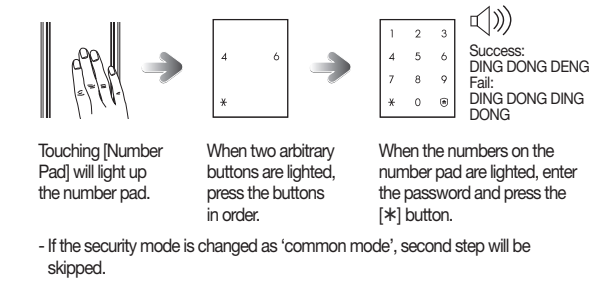 4 6
*
1 2 3
4 5 6
7 8 9
* 0
Success:
DING DONG DENG
Fail:
DING DONG DING
DONG
Touching [Number
Pad] will light up
the number pad.
When two arbitrary
buttons are lighted,
press the buttons
in order.
When the numbers on the
number pad are lighted, enter
the password and press the
[*] button.
- If the security mode is changed as ‘common mode’, second step will be
skipped.